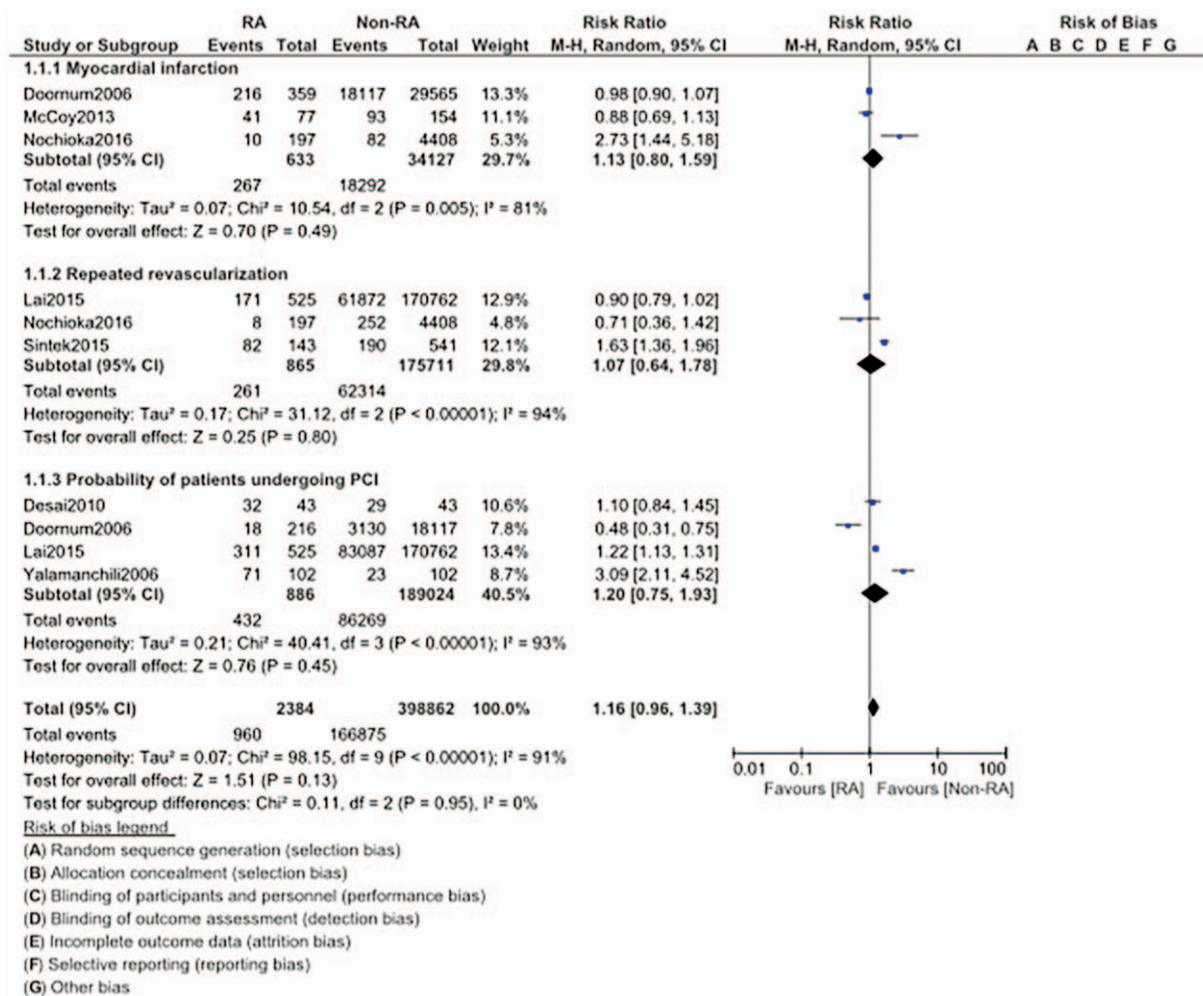 RA Non-RA Risk Ratio Risk Ratio Risk of Bias
Study or Subgroup Events Total Events Total Weight M-H, Random, 95% CI M-H, Random, 95% CI A B C D E F G
1.1.1 Myocardial infarction
Doornum2006 216 359 18117 29565 13.3% 0.98 [0.90, 1.07]
McCoy2013 41 77 93 154 11.1% 0.88 [0.69, 1.13]
Nochioka2016 10 197 82 4408 5.3% 2.73 [1.44, 5.18]
Subtotal (95% CI) 633 34127 29.7% 1.13 [0.80, 1.59]
Total events 267 18292
Heterogeneity: Tau² = 0.07; Chi² = 10.54, df = 2 (P = 0.005); I² = 81%
Test for overall effect: Z = 0.70 (P = 0.49)
1.1.2 Repeated revascularization
Lai2015 171 525 61872 170762 12.9% 0.90 [0.79, 1.02]
Nochioka2016 8 197 252 4408 4.8% 0.71 [0.36, 1.42]
Sintek2015 82 143 190 541 12.1% 1.63 [1.36, 1.96]
Subtotal (95% CI) 865 175711 29.8% 1.07 [0.64, 1.78]
Total events 261 62314
Heterogeneity: Tau² = 0.17; Chi² = 31.12, df = 2 (P < 0.00001); I² = 94%
Test for overall effect: Z = 0.25 (P = 0.80)
1.1.3 Probability of patients undergoing PCI
Desai2010 32 43 29 43 10.6% 1.10 [0.84, 1.45]
Doornum2006 18 216 3130 18117 7.8% 0.48 [0.31, 0.75]
Lai2015 311 525 83087 170762 13.4% 1.22 [1.13, 1.31]
Yalamanchili2006 71 102 23 102 8.7% 3.09 [2.11, 4.52]
Subtotal (95% CI) 886 189024 40.5% 1.20 [0.75, 1.93]
Total events 432 86269
Heterogeneity: Tau² = 0.21; Chi² = 40.41, df = 3 (P < 0.00001); I² = 93%
Test for overall effect: Z = 0.76 (P = 0.45)
Total (95% CI) 2384 398862 100.0% 1.16 [0.96, 1.39]
Total events 960 166875
Heterogeneity: Tau² = 0.07; Chi² = 98.15, df = 9 (P < 0.00001); I² = 91%
Test for overall effect: Z = 1.51 (P = 0.13)
Test for subgroup differences: Chi² = 0.11, df = 2 (P = 0.95), I² = 0%
0.01 0.1 1 10 100
Favours [RA] Favours [Non-RA]
Risk of bias legend
(A) Random sequence generation (selection bias)
(B) Allocation concealment (selection bias)
(C) Blinding of participants and personnel (performance bias)
(D) Blinding of outcome assessment (detection bias)
(E) Incomplete outcome data (attrition bias)
(F) Selective reporting (reporting bias)
(G) Other bias